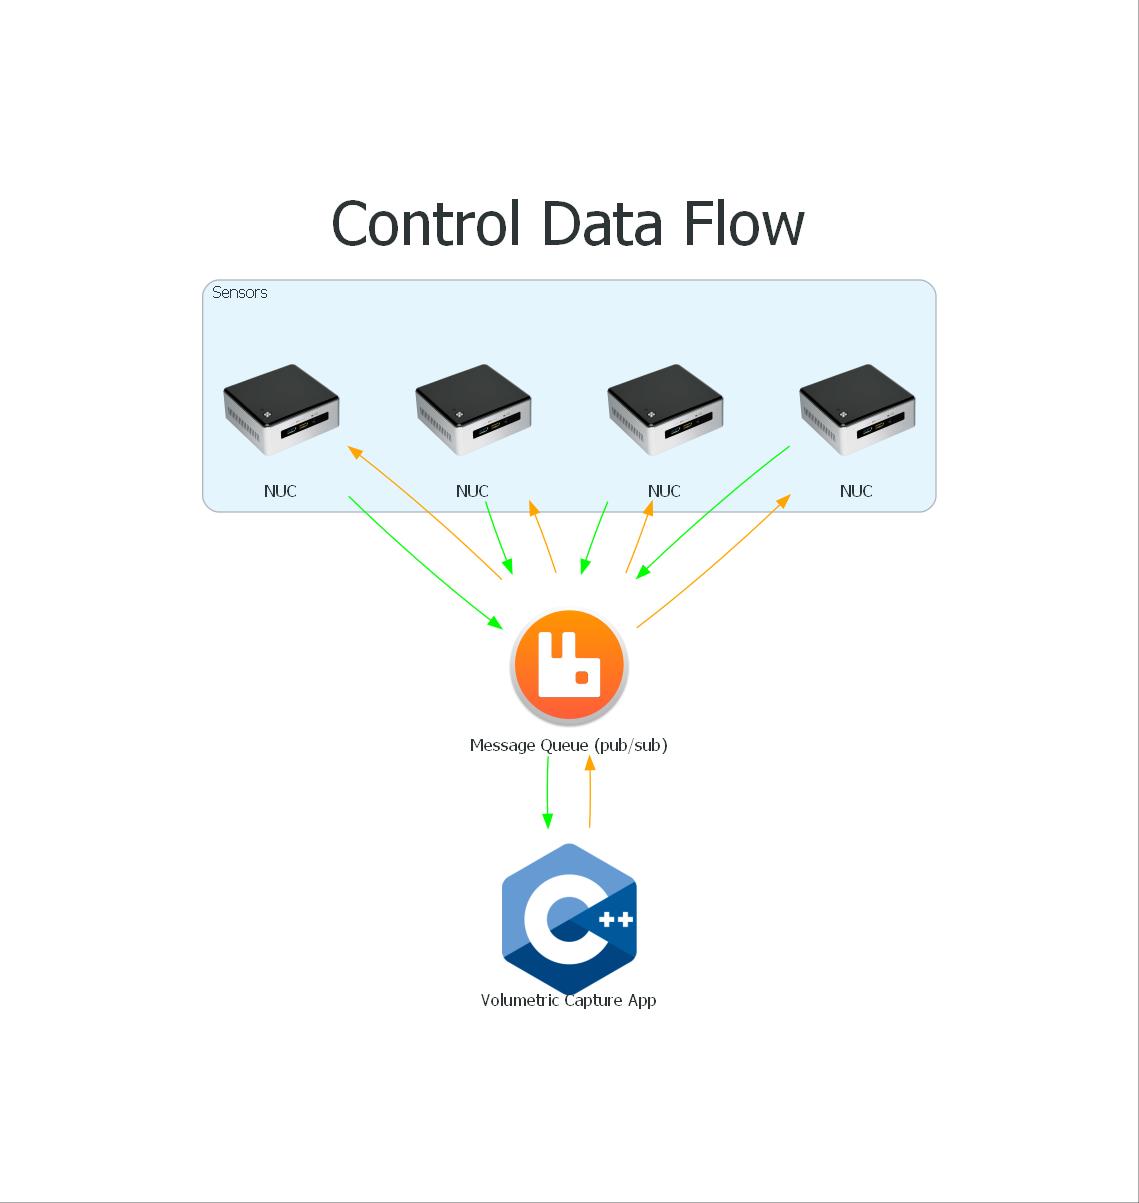 Control Data Flow
Sensors
NUC NUC NUC NUC
Message Queue (pub/sub)
C++
Volumetric Capture App